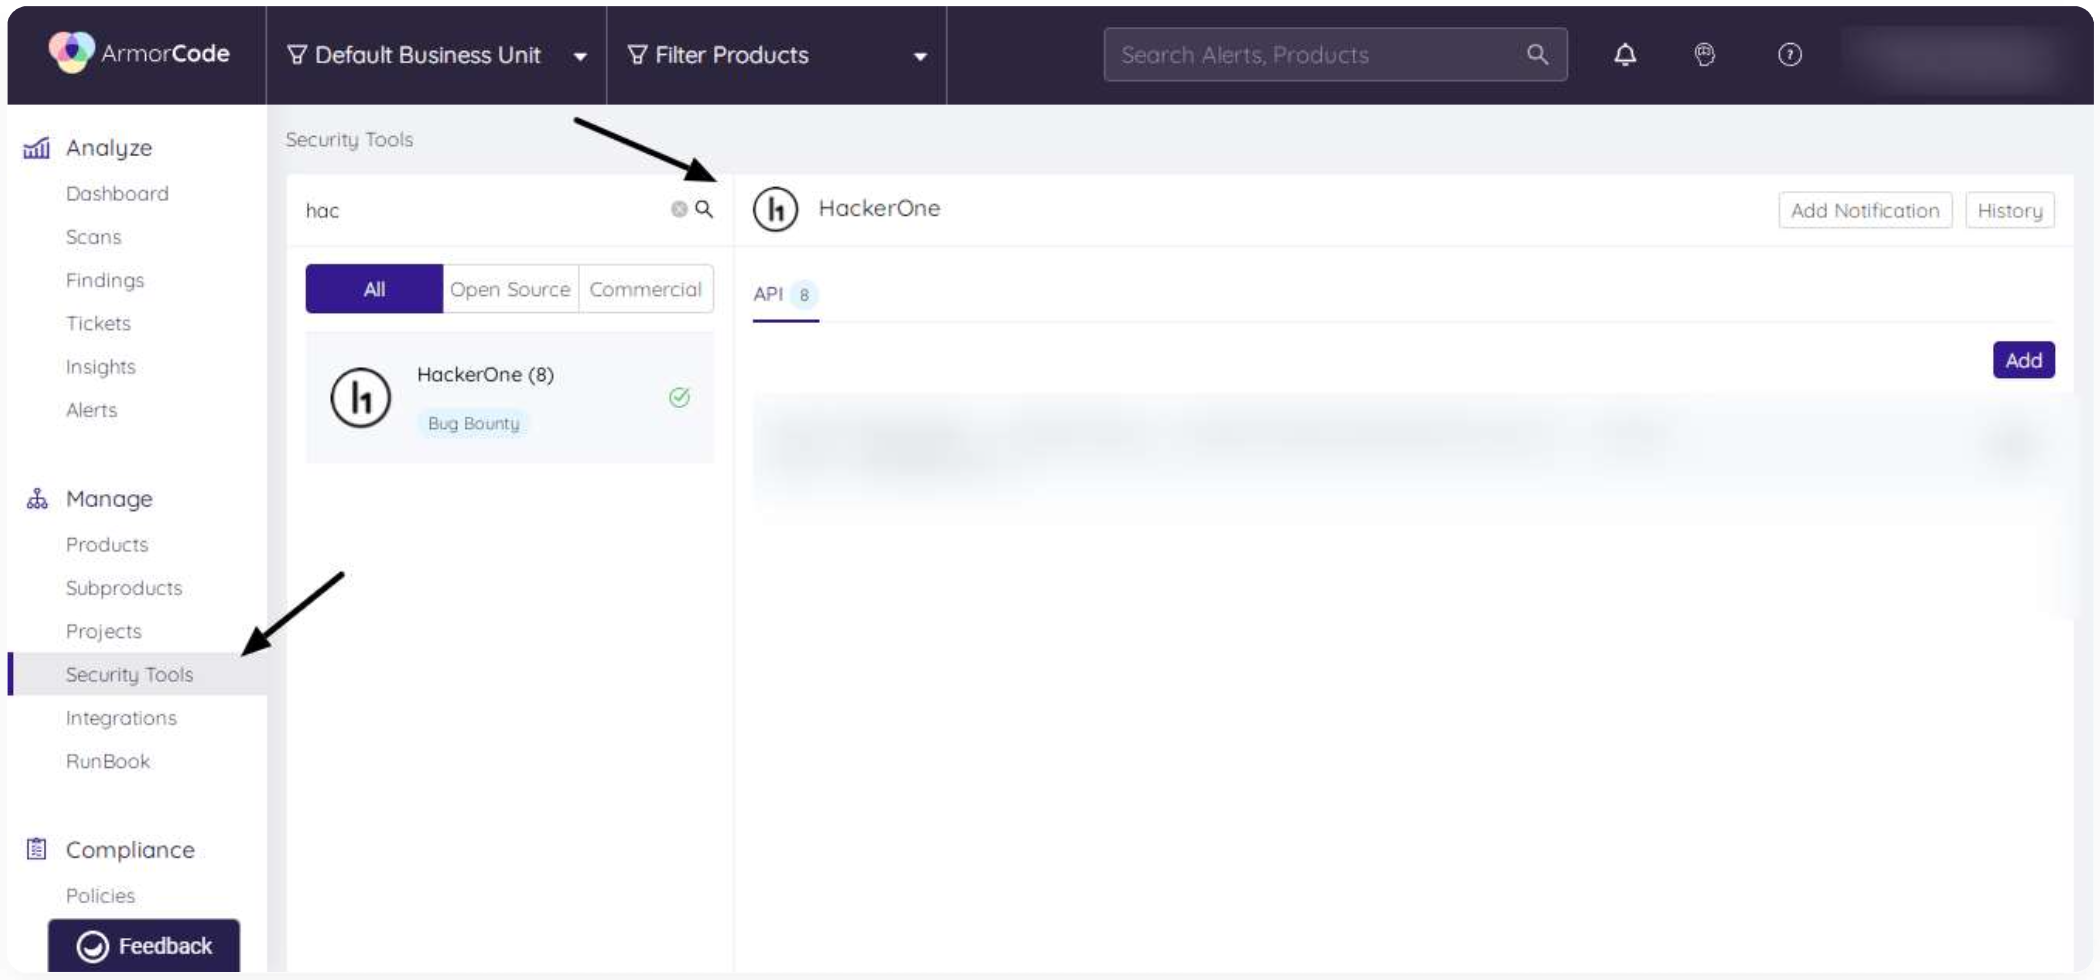 ArmorCode
Default Business Unit
Filter Products
Search Alerts, Products
Analyze
Dashboard
Scans
Findings
Tickets
Insights
Alerts
Manage
Products
Subproducts
Projects
Security Tools
Integrations
RunBook
Compliance
Policies
Feedback
Security Tools
hac
All Open Source Commercial
HackerOne (8)
Bug Bounty
HackerOne
Add Notification History
API 8
Add